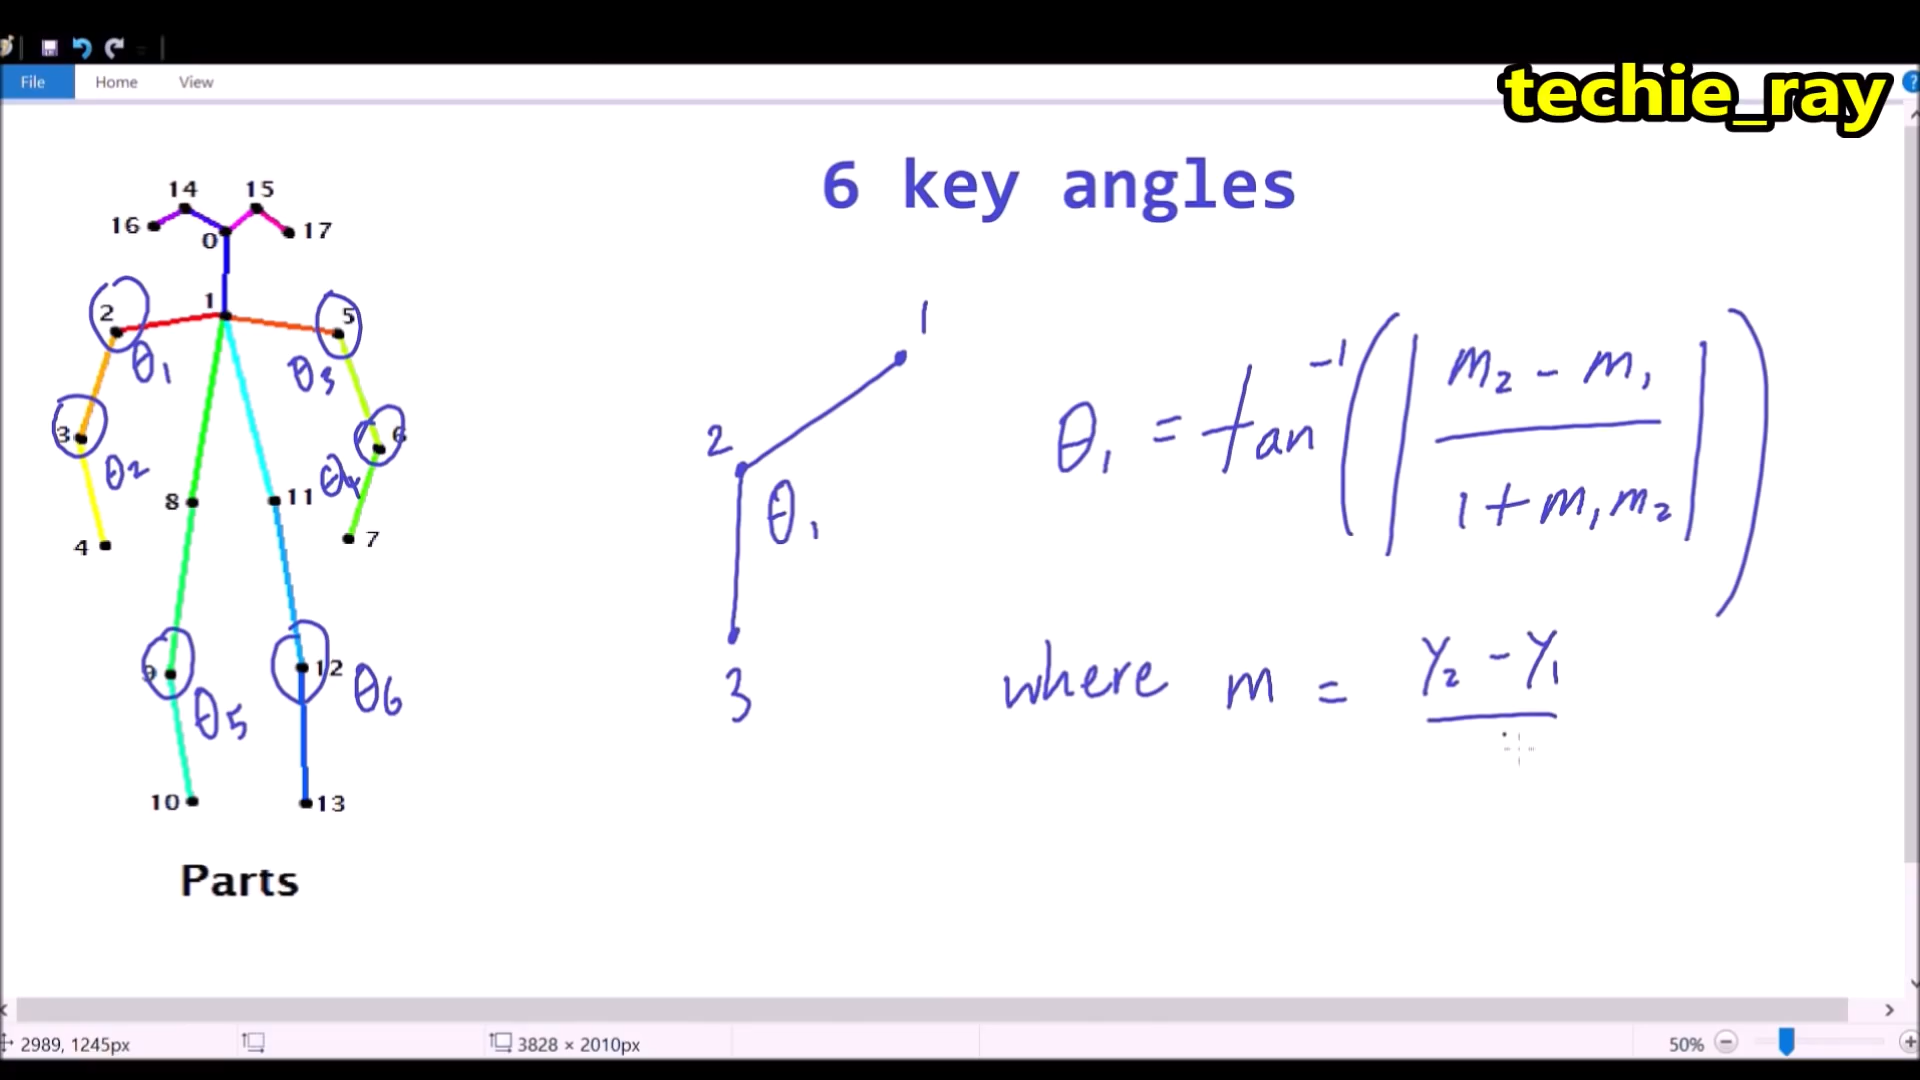 File Home View
techie_ray
6 key angles
14 15
16 0 17
2 1 5
θ₁ θ₃
3 6
θ₂ θ₄
8 11
4 7
9 12
θ₅ θ₆
10 13
Parts
1
2
θ₁
3
θ₁ = tan⁻¹(|m₂ - m₁ / 1 + m₁m₂|)
where m = y₂ - y₁
2989, 1245px 3828 × 2010px 50%